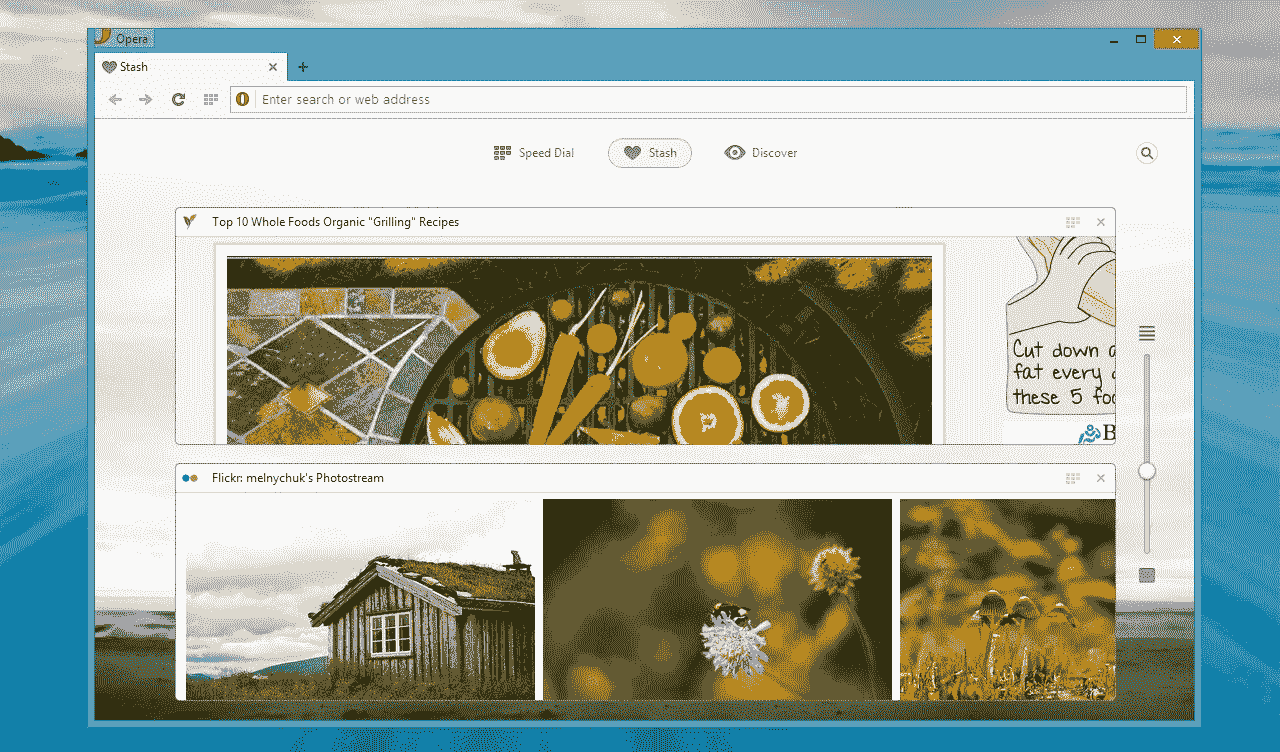 Opera
Stash
Enter search or web address
Speed Dial
Stash
Discover
Top 10 Whole Foods Organic "Grilling" Recipes
Cut down
fat every
these 5
B
Flickr: melnychuk's Photostream